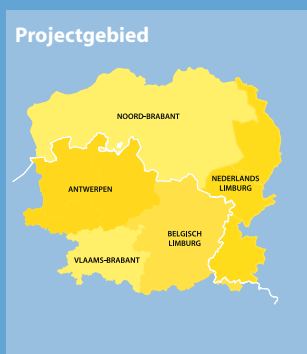 Projectgebied
NOORD-BRABANT
NEDERLANDS
LIMBURG
ANTWERPEN
BELGISCH
LIMBURG
VLAAMS-BRABANT